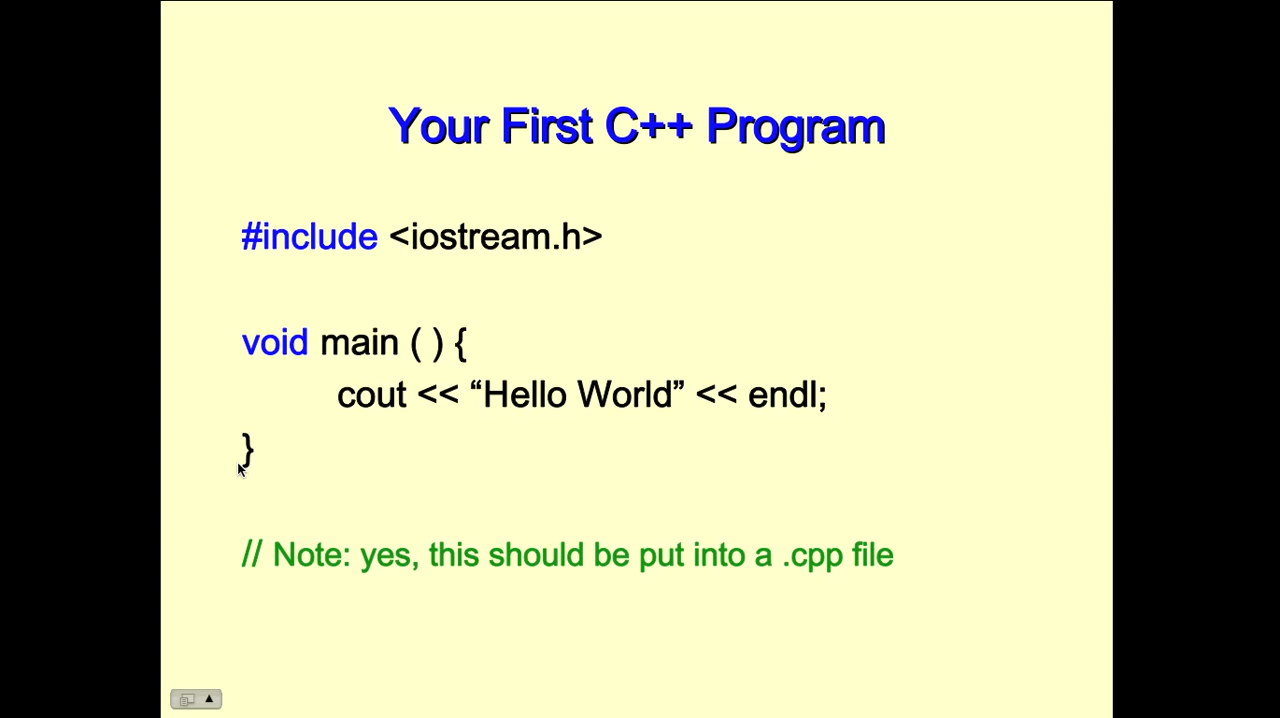 Your First C++ Program
#include <iostream.h>
void main ( ) {
cout << “Hello World” << endl;
}
// Note: yes, this should be put into a .cpp file